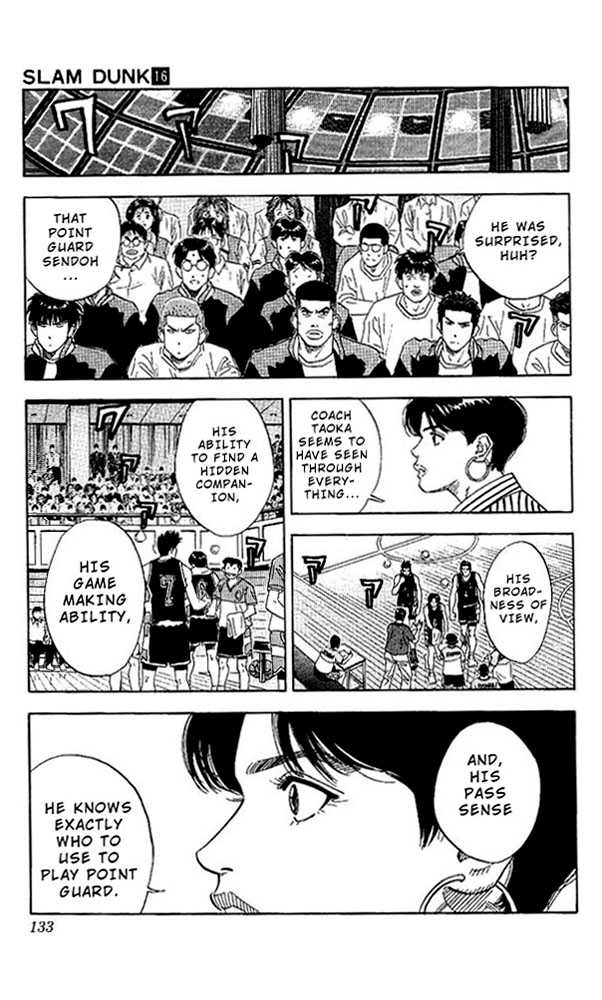 SLAM DUNK 16
HE WAS
SURPRISED,
HUH?
THAT
POINT
GUARD
SENDOH
...
COACH
TAOKA
SEEMS TO
HAVE SEEN
THROUGH
EVERY-
THING...
HIS
BROAD-
NESS OF
VIEW,
HIS
ABILITY
TO FIND A
HIDDEN
COMPAN-
ION,
HIS
GAME
MAKING
ABILITY,
AND,
HIS
PASS
SENSE
HE KNOWS
EXACTLY
WHO TO
USE TO
PLAY POINT
GUARD.
133